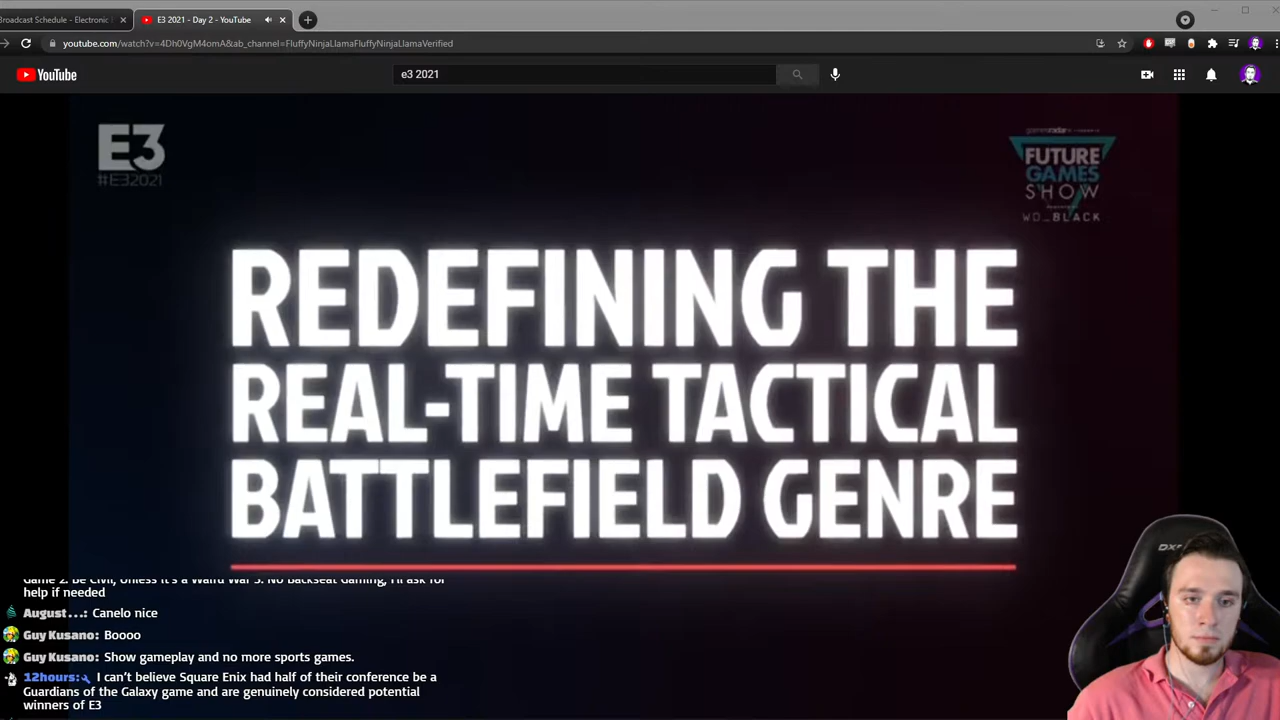 Broadcast Schedule - Electronic
E3 2021 - Day 2 - YouTube
youtube.com/watch?v=4Dh0VgM4omA&ab_channel=FluffyNinjaLlamaFluffyNinjaLlamaVerified
YouTube
e3 2021
E3
#E32021
gamesradar+ PRESENTS
FUTURE
GAMES
SHOW
WD_BLACK
REDEFINING THE
REAL-TIME TACTICAL
BATTLEFIELD GENRE
Game 2. Be Civil, Unless it's a Waifu War 3. No Backseat Gaming, I'll ask for
help if needed
August...: Canelo nice
Guy Kusano: Boooo
Guy Kusano: Show gameplay and no more sports games.
12hours: I can't believe Square Enix had half of their conference be a
Guardians of the Galaxy game and are genuinely considered potential
winners of E3
DX